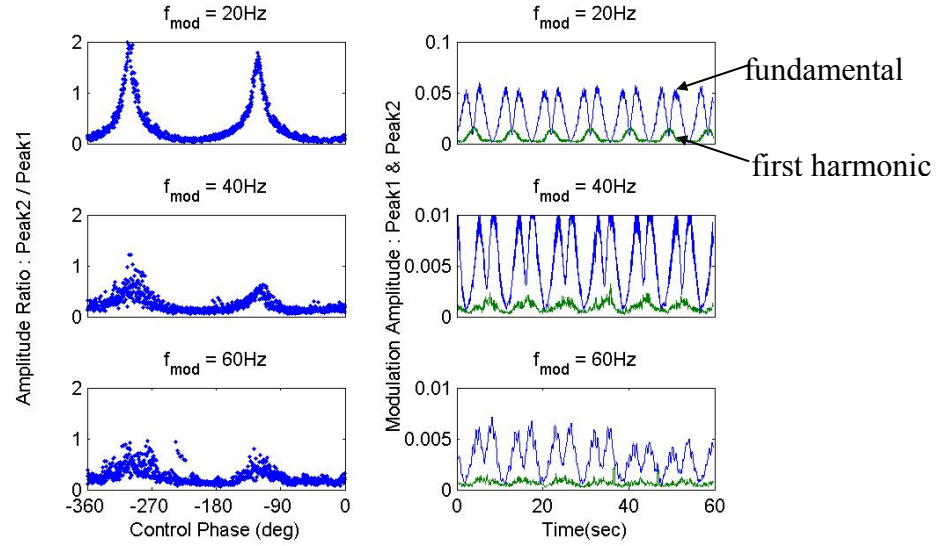 f_mod = 20Hz
2
1
0
f_mod = 40Hz
2
1
0
f_mod = 60Hz
2
1
0
-360 -270 -180 -90 0
Control Phase (deg)
Amplitude Ratio : Peak2 / Peak1
f_mod = 20Hz
0.1
0.05
0
f_mod = 40Hz
0.01
0.005
0
f_mod = 60Hz
0.01
0.005
0
0 20 40 60
Time(sec)
Modulation Amplitude : Peak1 & Peak2
fundamental
first harmonic